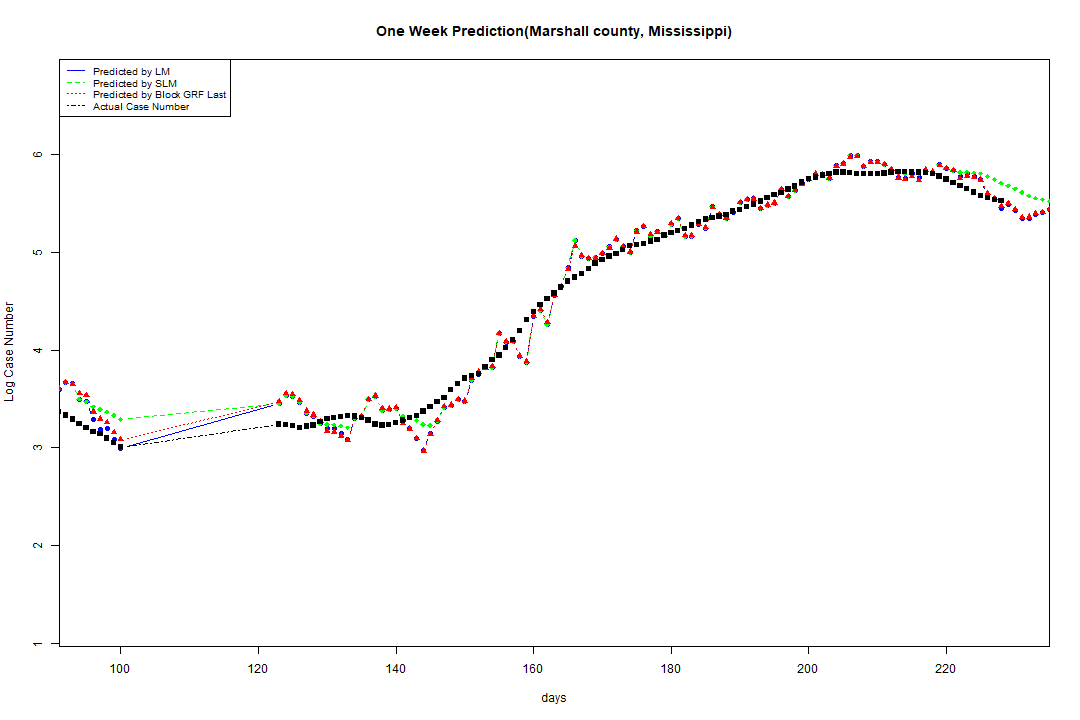 One Week Prediction(Marshall county, Mississippi)
Predicted by LM
Predicted by SLM
Predicted by Block GRF Last
Actual Case Number
6
5
4
3
2
1
Log Case Number
100 120 140 160 180 200 220
days